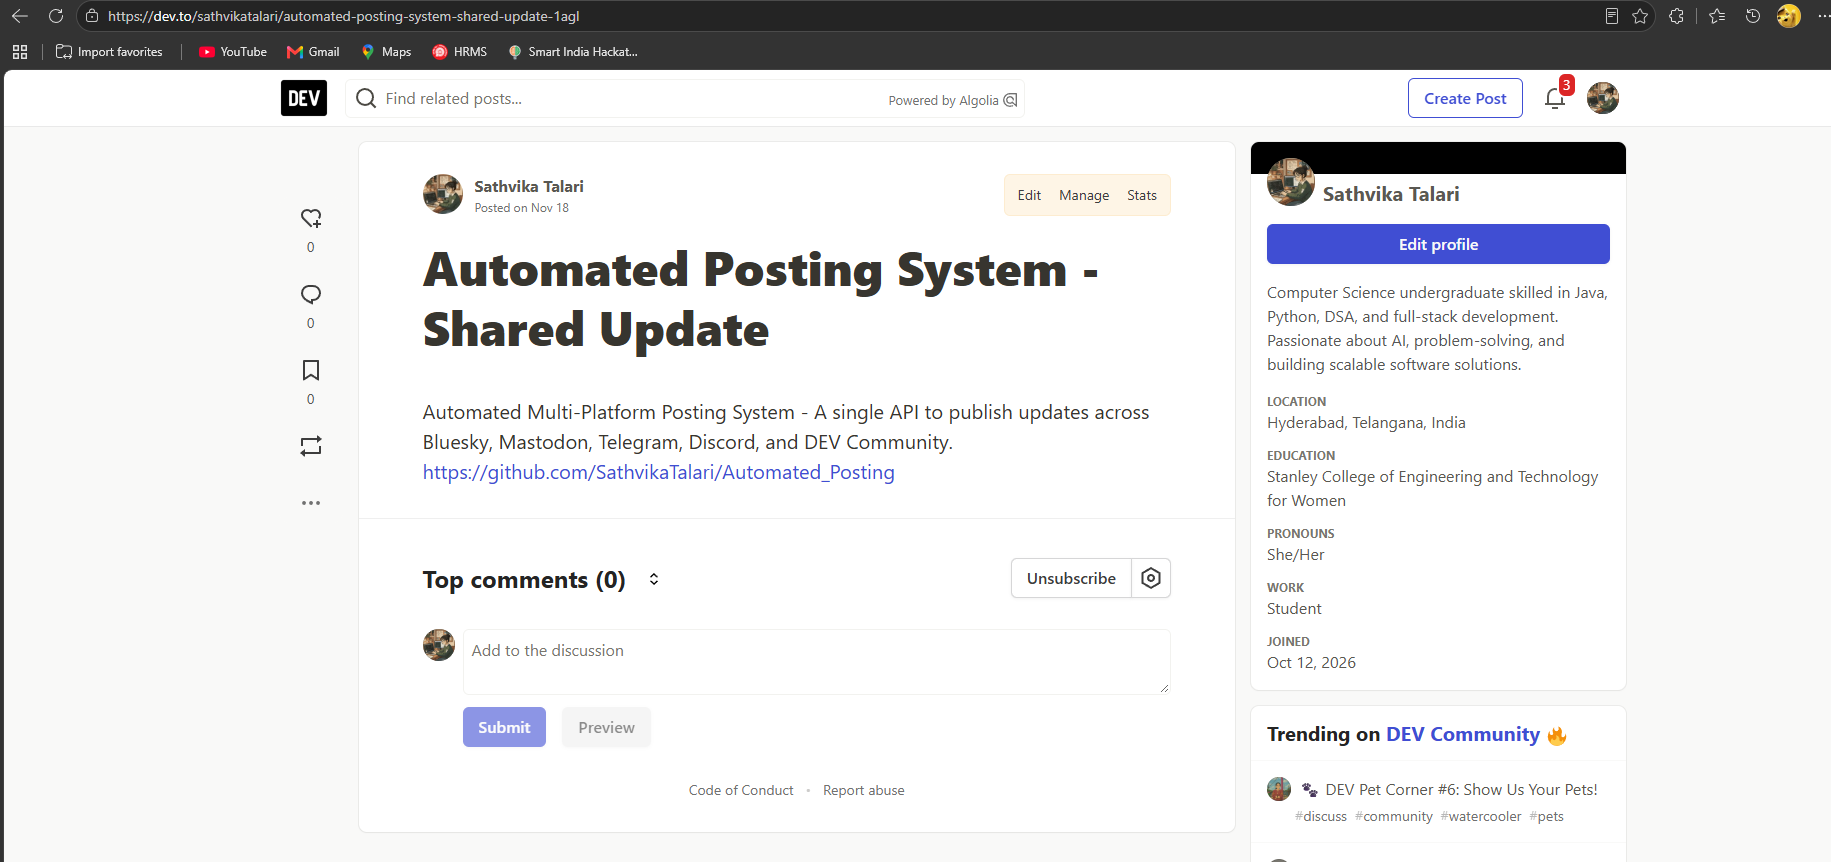 https://dev.to/sathvikatalari/automated-posting-system-shared-update-1agl
Import favorites
YouTube
Gmail
Maps
HRMS
Smart India Hackat...
DEV
Find related posts...
Powered by Algolia
Create Post
3
Sathvika Talari
Posted on Nov 18
Edit Manage Stats
0
0
0
Automated Posting System -
Shared Update
Automated Multi-Platform Posting System - A single API to publish updates across
Bluesky, Mastodon, Telegram, Discord, and DEV Community.
https://github.com/SathvikaTalari/Automated_Posting
Top comments (0)
Unsubscribe
Add to the discussion
Submit
Preview
Code of Conduct • Report abuse
Sathvika Talari
Edit profile
Computer Science undergraduate skilled in Java,
Python, DSA, and full-stack development.
Passionate about AI, problem-solving, and
building scalable software solutions.
LOCATION
Hyderabad, Telangana, India
EDUCATION
Stanley College of Engineering and Technology
for Women
PRONOUNS
She/Her
WORK
Student
JOINED
Oct 12, 2026
Trending on DEV Community 🔥
🐾 DEV Pet Corner #6: Show Us Your Pets!
#discuss #community #watercooler #pets